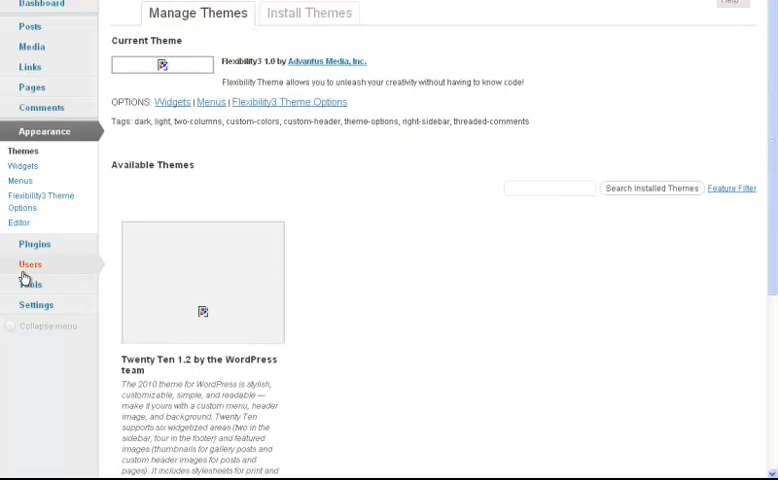 Dashboard
Posts
Media
Links
Pages
Comments
Appearance
Themes
Widgets
Menus
Flexibility3 Theme
Options
Editor
Plugins
Users
Tools
Settings
Collapse menu
Manage Themes
Install Themes
Help
Current Theme
Flexibility3 1.0 by Advantus Media, Inc.
Flexibility Theme allows you to unleash your creativity without having to know code!
OPTIONS: Widgets | Menus | Flexibility3 Theme Options
Tags: dark, light, two-columns, custom-colors, custom-header, theme-options, right-sidebar, threaded-comments
Available Themes
Search Installed Themes
Feature Filter
Twenty Ten 1.2 by the WordPress
team
The 2010 theme for WordPress is stylish,
customizable, simple, and readable —
make it yours with a custom menu, header
image, and background. Twenty Ten
supports six widgetized areas (two in the
sidebar, four in the footer) and featured
images (thumbnails for gallery posts and
custom header images for posts and
pages). It includes stylesheets for print and